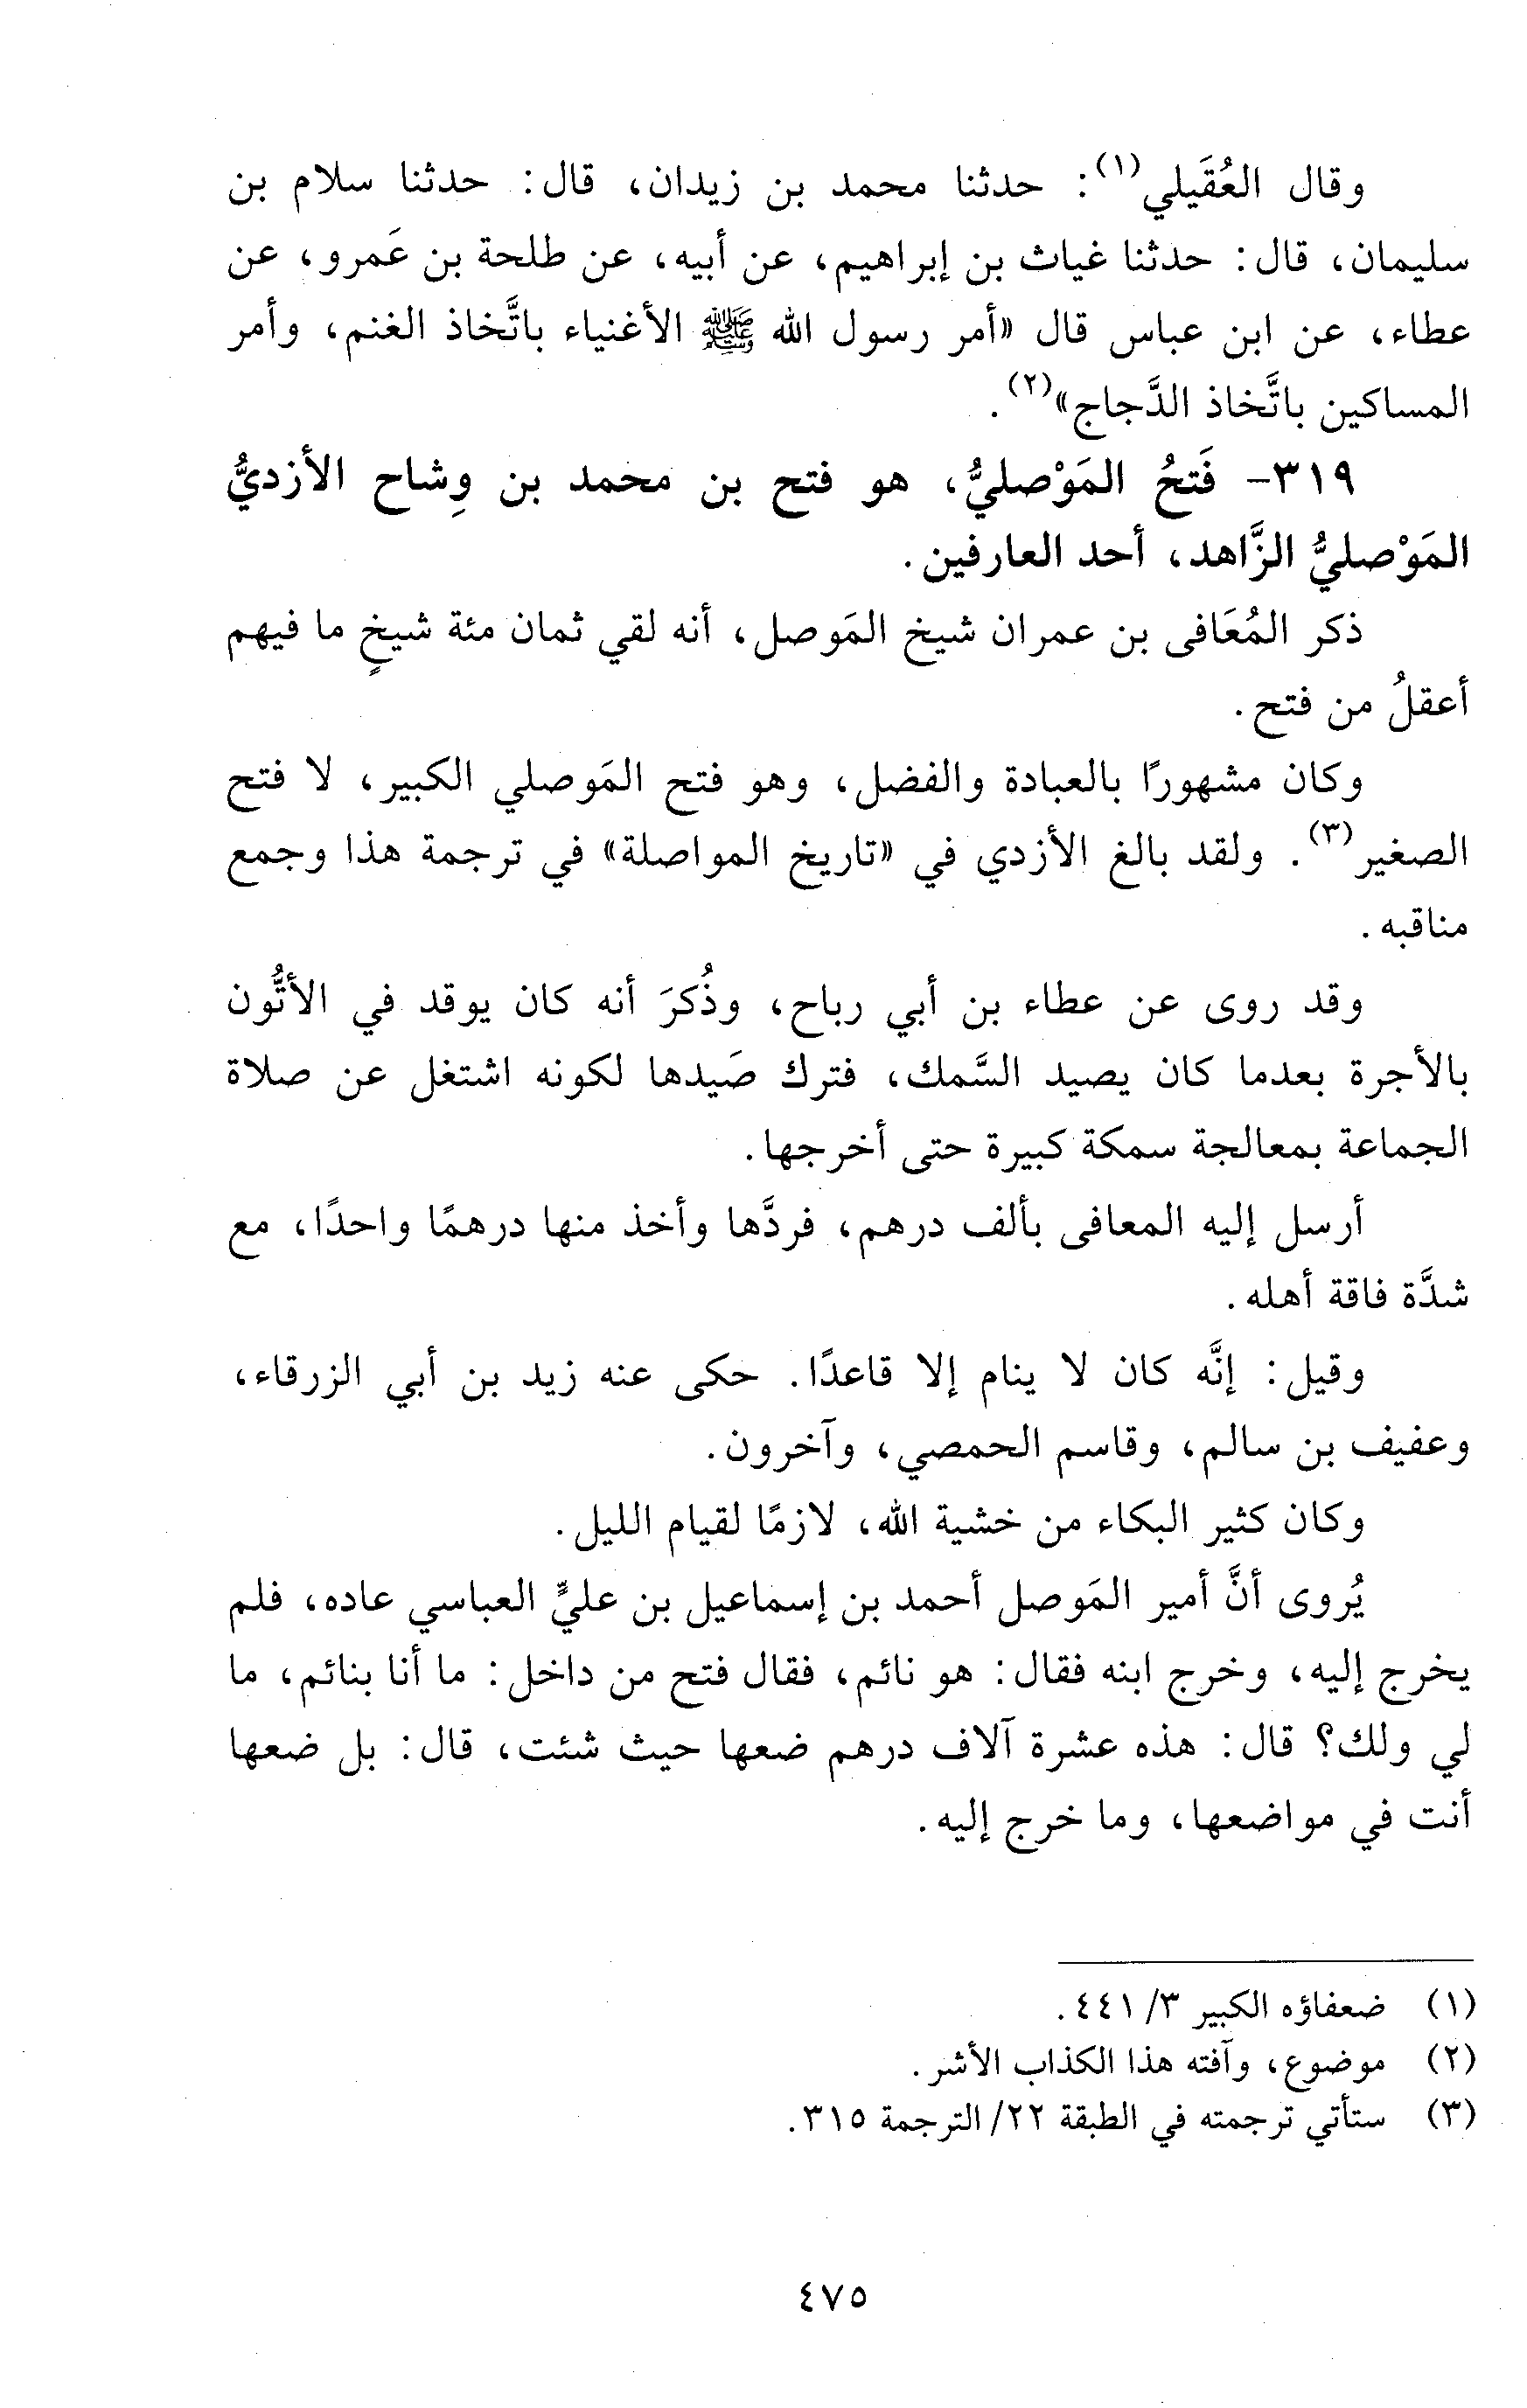 وقال العُقَيلي(١): حدثنا محمد بن زيدان، قال: حدثنا سلام بن
سليمان، قال: حدثنا غياث بن إبراهيم، عن أبيه، عن طلحة بن عَمرو، عن
عطاء، عن ابن عباس قال «أمر رسول الله ﷺ الأغنياء باتَّخاذ الغنم، وأمر
المساكين باتَّخاذ الدَّجاج»(٢).
٣١٩- فَتحُ المَوْصليُّ، هو فتح بن محمد بن وِشاح الأزديُّ
المَوْصليُّ الزَّاهد، أحد العارفين.
ذكر المُعَافى بن عمران شيخ المَوصل، أنه لقي ثمان مئة شيخٍ ما فيهم
أعقلُ من فتح.
وكان مشهورًا بالعبادة والفضل، وهو فتح المَوصلي الكبير، لا فتح
الصغير(٣). ولقد بالغ الأزدي في «تاريخ المواصلة» في ترجمة هذا وجمع
مناقبه.
وقد روى عن عطاء بن أبي رباح، وذُكرَ أنه كان يوقد في الأتُّون
بالأجرة بعدما كان يصيد السَّمك، فترك صَيدها لكونه اشتغل عن صلاة
الجماعة بمعالجة سمكة كبيرة حتى أخرجها.
أرسل إليه المعافى بألف درهم، فردَّها وأخذ منها درهمًا واحدًا، مع
شدَّة فاقة أهله.
وقيل: إنَّه كان لا ينام إلا قاعدًا. حكى عنه زيد بن أبي الزرقاء،
وعفيف بن سالم، وقاسم الحمصي، وآخرون.
وكان كثير البكاء من خشية الله، لازمًا لقيام الليل.
يُروى أنَّ أمير المَوصل أحمد بن إسماعيل بن عليٍّ العباسي عاده، فلم
يخرج إليه، وخرج ابنه فقال: هو نائم، فقال فتح من داخل: ما أنا بنائم، ما
لي ولك؟ قال: هذه عشرة آلاف درهم ضعها حيث شئت، قال: بل ضعها
أنت في مواضعها، وما خرج إليه.
(١) ضعفاؤه الكبير ٣/ ٤٤١.
(٢) موضوع، وآفته هذا الكذاب الأشر.
(٣) ستأتي ترجمته في الطبقة ٢٢/ الترجمة ٣١٥.
٤٧٥